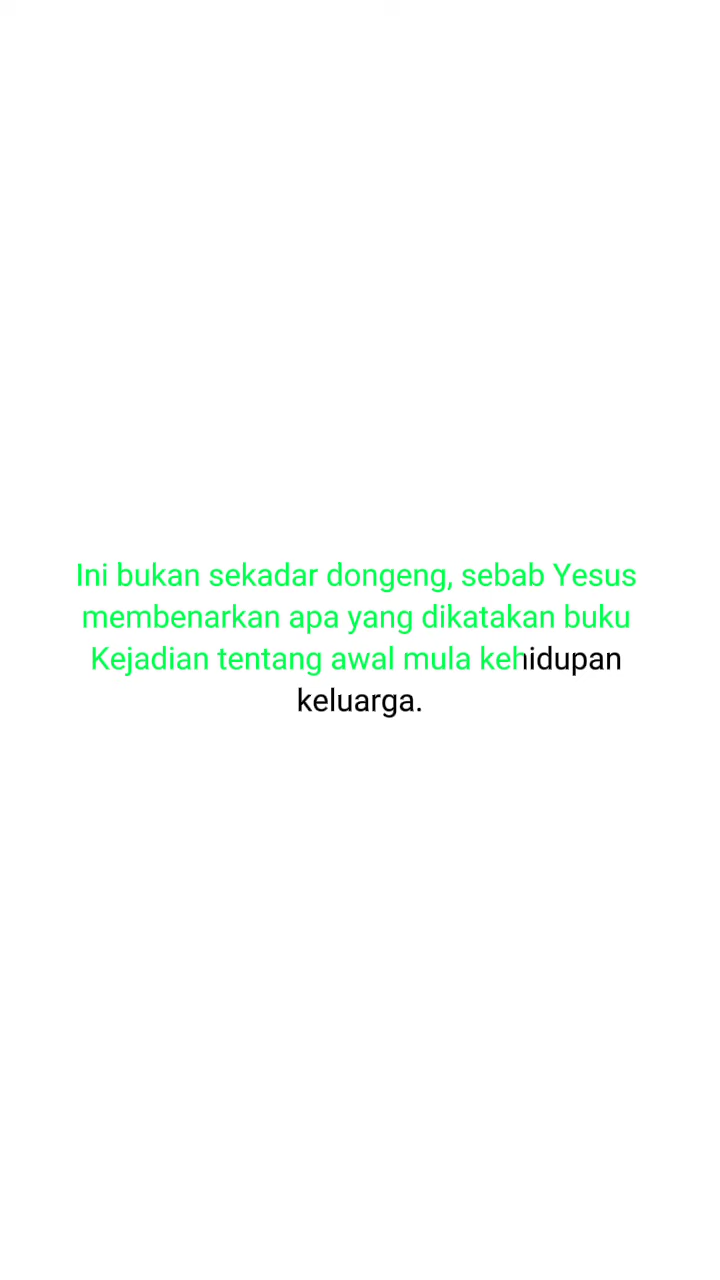 Ini bukan sekadar dongeng, sebab Yesus
membenarkan apa yang dikatakan buku
Kejadian tentang awal mula kehidupan
keluarga.